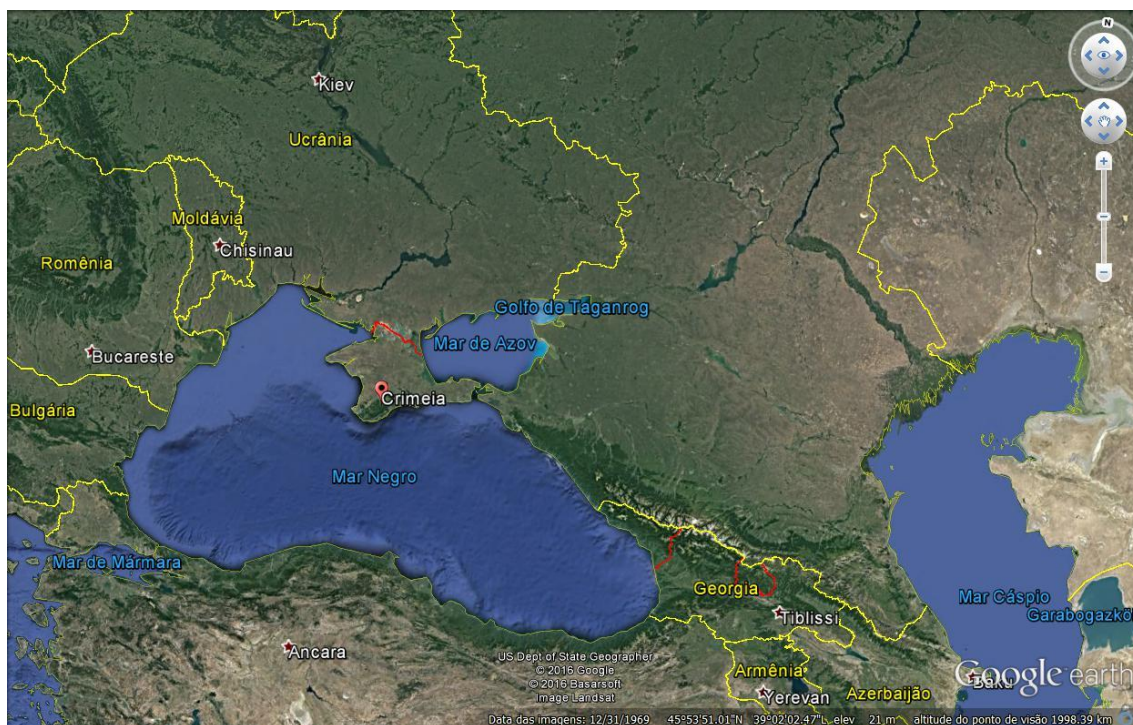 N
Kiev
Ucrânia
Moldávia
Chisinau
Romênia
Golfo de Taganrog
Mar de Azov
Bucareste
Crimeia
Bulgária
Mar Negro
Mar de Mármara
Georgia
Mar Cáspio
Tiblissi
Garabogazköl
Ancara
US Dept of State Geographer
© 2016 Google
© 2016 Basarsoft
Image Landsat
Armênia
Google earth
Baku
Yerevan
Azerbaijão
Data das imagens: 12/31/1969 45°53'51.01"N 39°02'02.47"L elev 21 m altitude do ponto de visão 1998.39 km